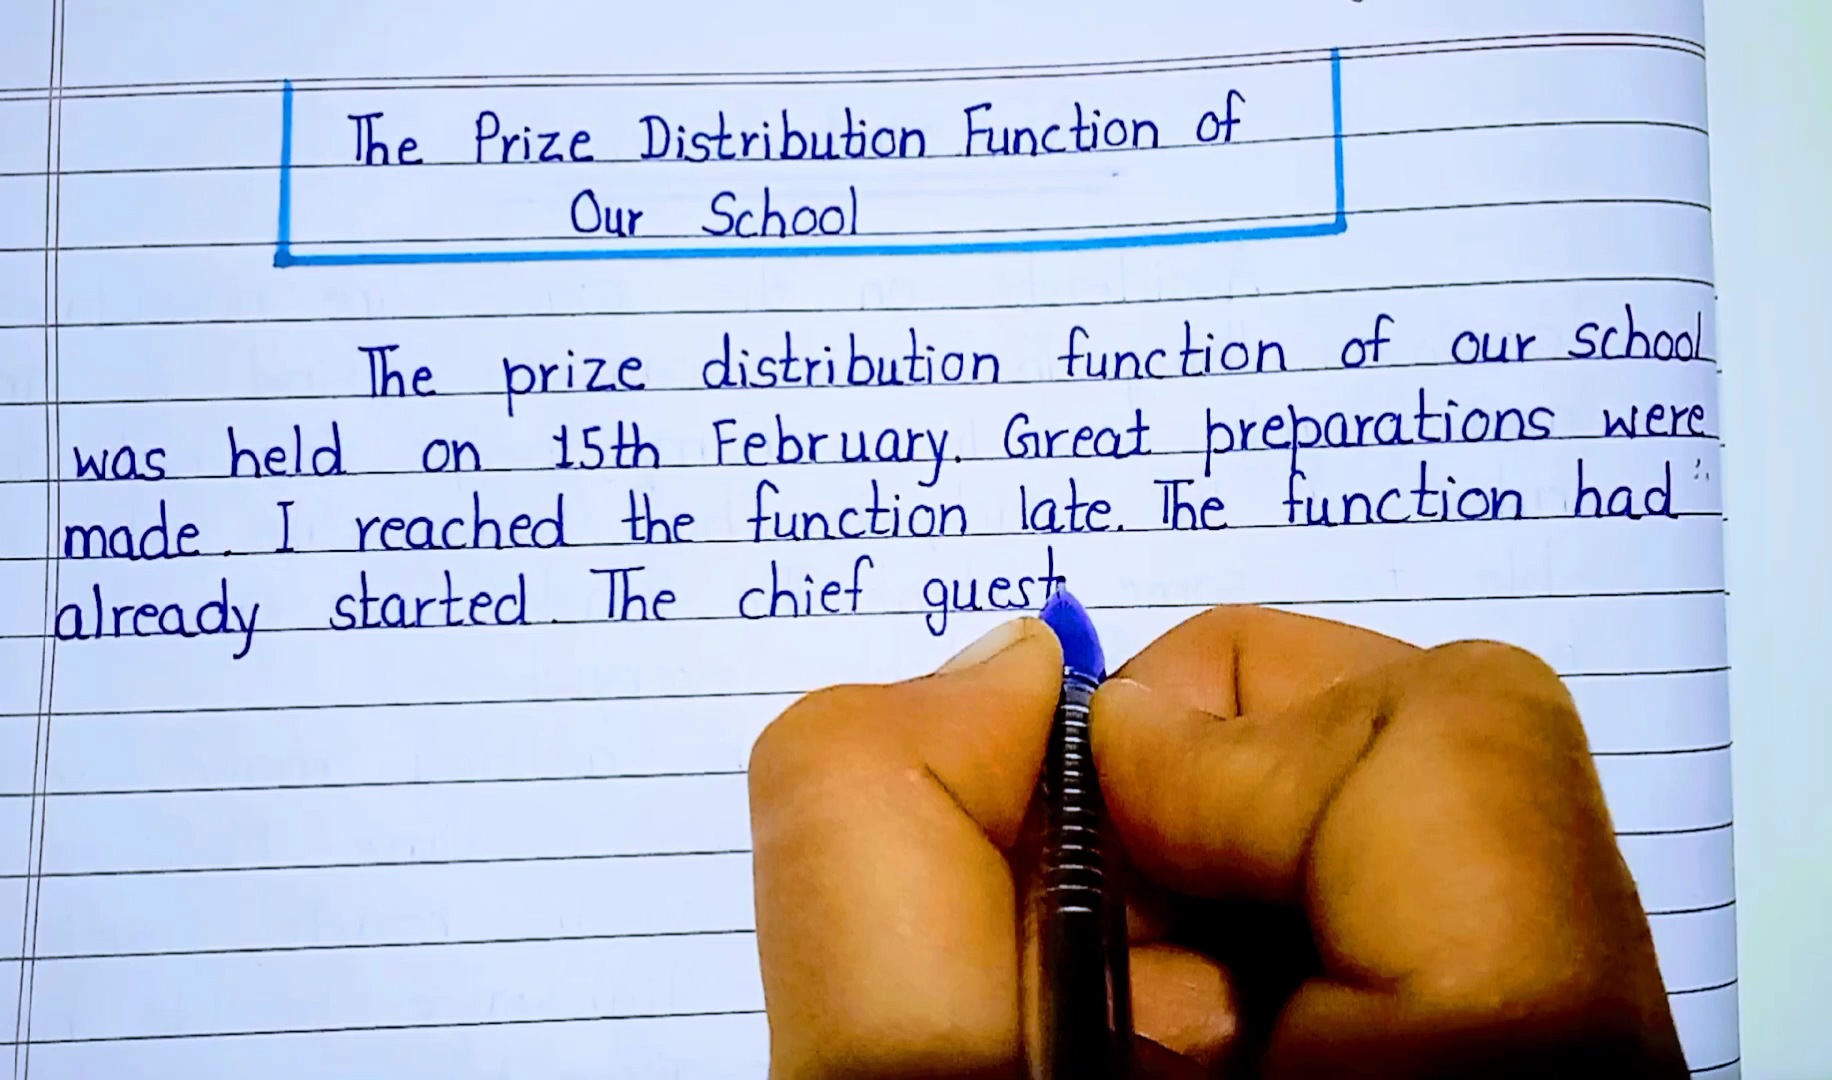 The Prize Distribution Function of
Our School
The prize distribution function of our school
was held on 15th February. Great preparations were
made. I reached the function late. The function had
already started. The chief guest